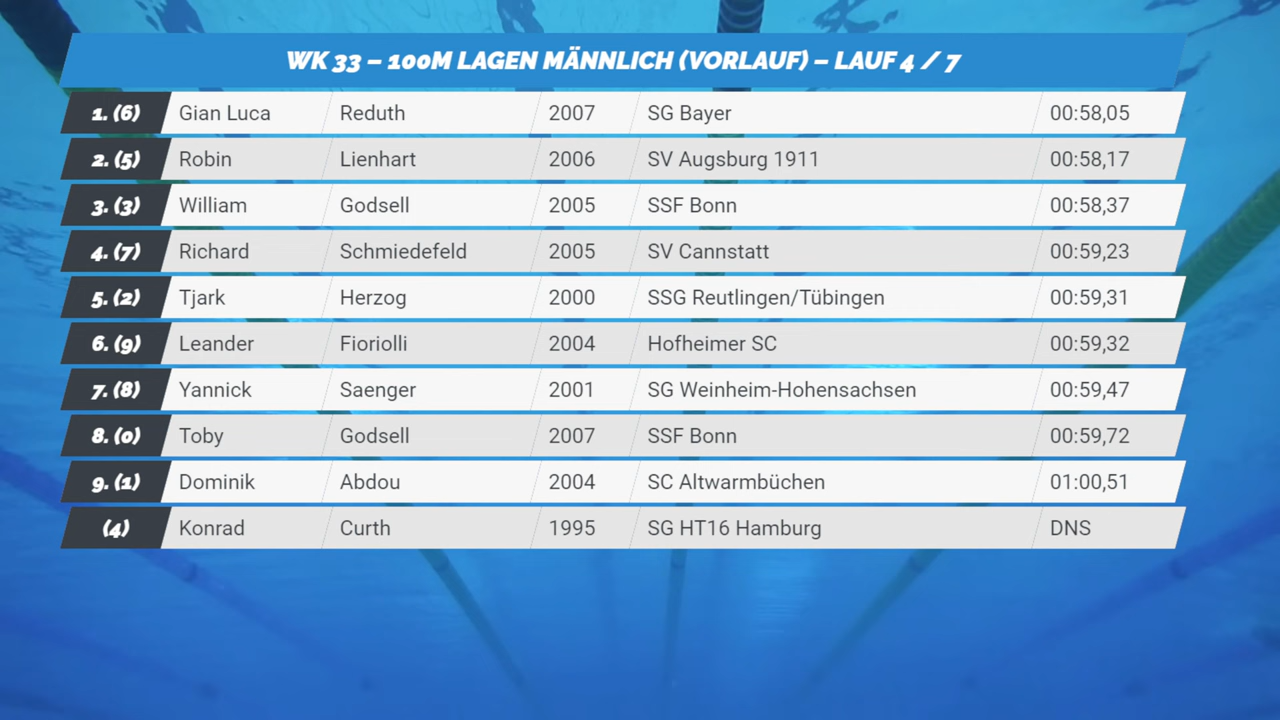 WK 33 – 100M LAGEN MÄNNLICH (VORLAUF) – LAUF 4 / 7
1. (6) Gian Luca Reduth 2007 SG Bayer 00:58,05
2. (5) Robin Lienhart 2006 SV Augsburg 1911 00:58,17
3. (3) William Godsell 2005 SSF Bonn 00:58,37
4. (7) Richard Schmiedefeld 2005 SV Cannstatt 00:59,23
5. (2) Tjark Herzog 2000 SSG Reutlingen/Tübingen 00:59,31
6. (9) Leander Fioriolli 2004 Hofheimer SC 00:59,32
7. (8) Yannick Saenger 2001 SG Weinheim-Hohensachsen 00:59,47
8. (0) Toby Godsell 2007 SSF Bonn 00:59,72
9. (1) Dominik Abdou 2004 SC Altwarmbüchen 01:00,51
(4) Konrad Curth 1995 SG HT16 Hamburg DNS